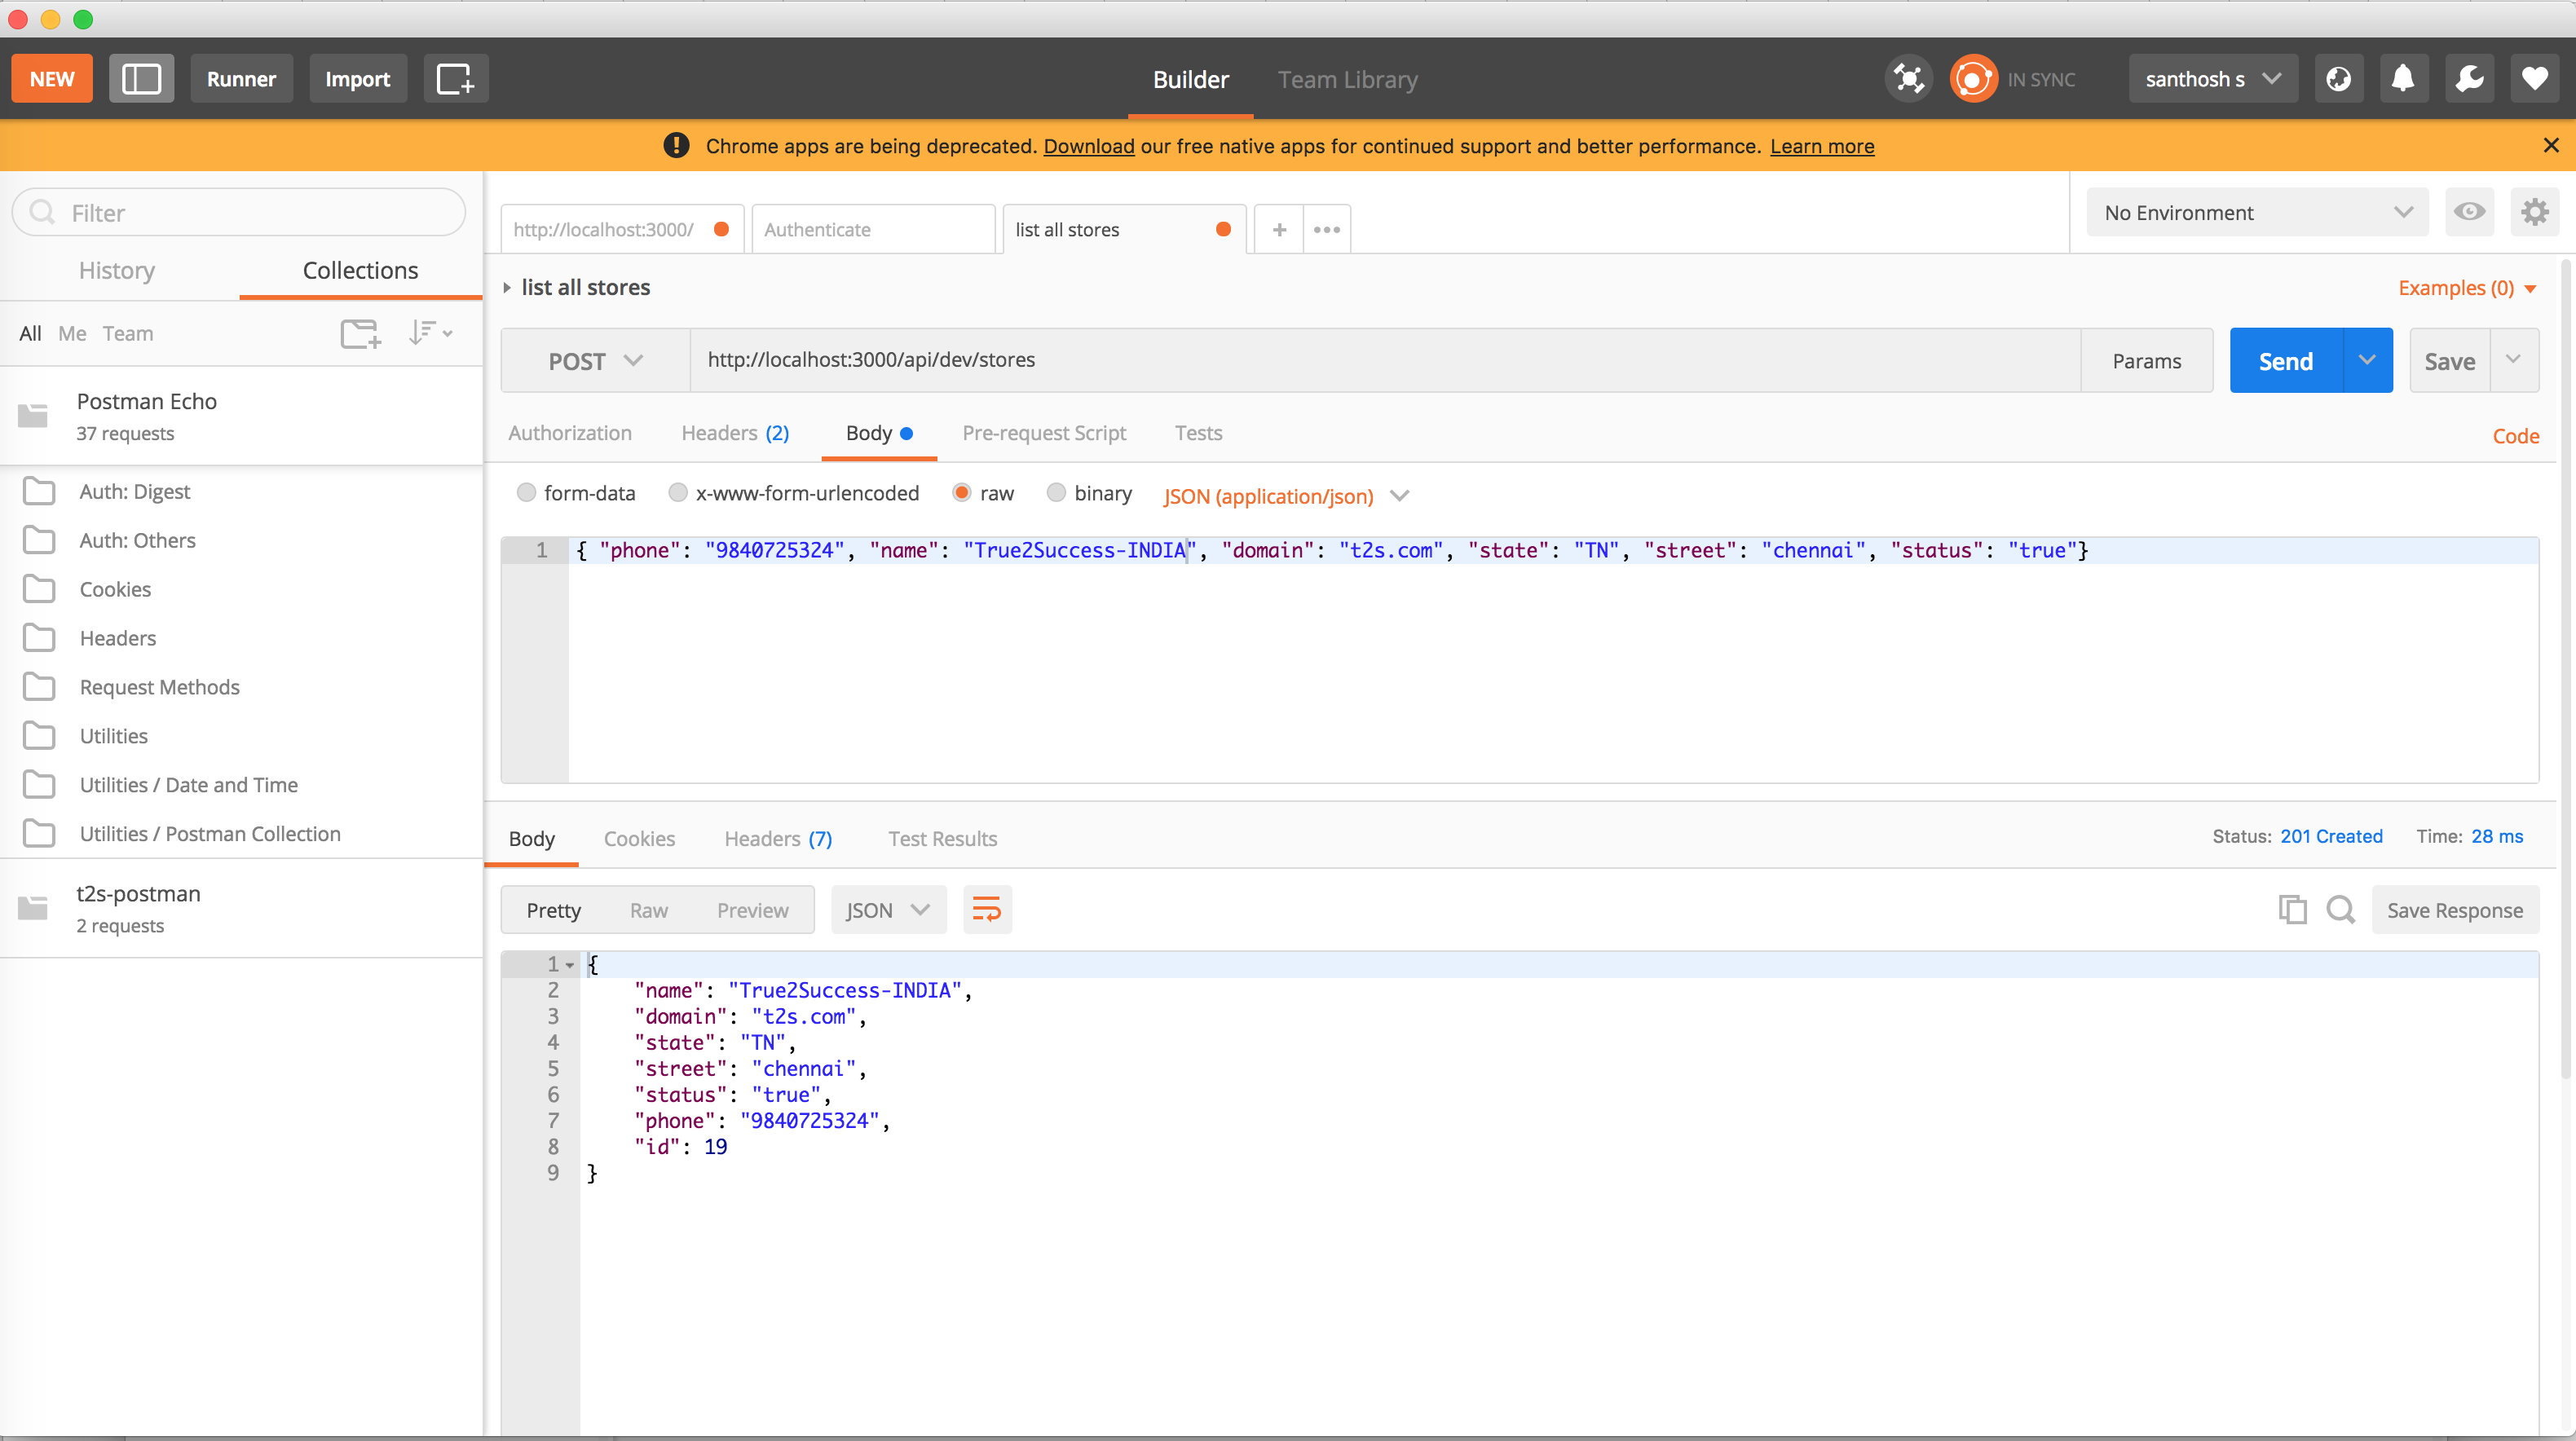 NEW Runner Import Builder Team Library IN SYNC santhosh s
Chrome apps are being deprecated. Download our free native apps for continued support and better performance. Learn more
Filter
History Collections
All Me Team
Postman Echo
37 requests
Auth: Digest
Auth: Others
Cookies
Headers
Request Methods
Utilities
Utilities / Date and Time
Utilities / Postman Collection
t2s-postman
2 requests
http://localhost:3000/ Authenticate list all stores + •••
No Environment
list all stores Examples (0)
POST http://localhost:3000/api/dev/stores Params Send Save
Authorization Headers (2) Body Pre-request Script Tests Code
form-data x-www-form-urlencoded raw binary JSON (application/json)
1 { "phone": "9840725324", "name": "True2Success-INDIA", "domain": "t2s.com", "state": "TN", "street": "chennai", "status": "true"}
Body Cookies Headers (7) Test Results Status: 201 Created Time: 28 ms
Pretty Raw Preview JSON Save Response
1 {
2 "name": "True2Success-INDIA",
3 "domain": "t2s.com",
4 "state": "TN",
5 "street": "chennai",
6 "status": "true",
7 "phone": "9840725324",
8 "id": 19
9 }